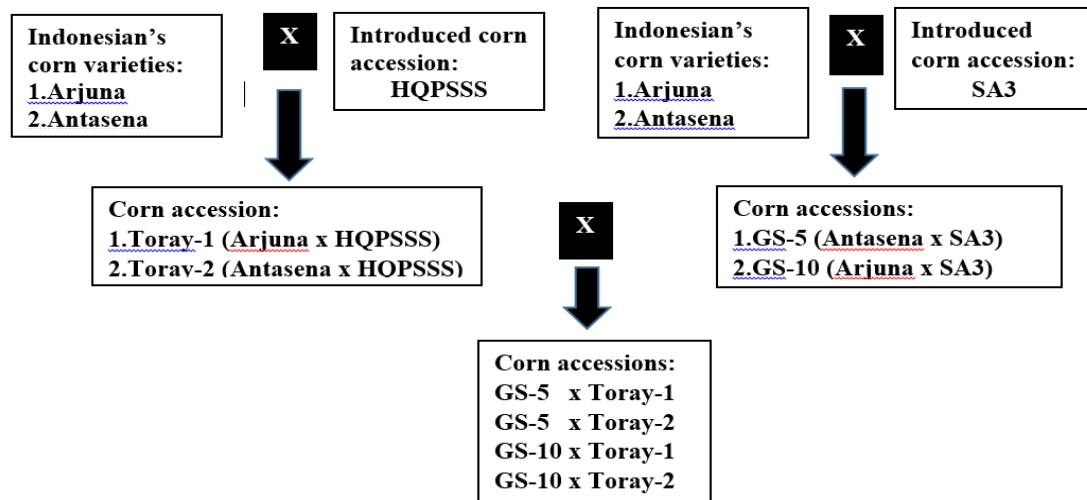 Indonesian's
corn varieties:
1.Arjuna
2.Antasena
X
Introduced corn
accession:
HQPSSS
Indonesian's
corn varieties:
1.Arjuna
2.Antasena
X
Introduced
corn accession:
SA3
Corn accession:
1.Toray-1 (Arjuna x HQPSSS)
2.Toray-2 (Antasena x HQPSSS)
X
Corn accessions:
1.GS-5 (Antasena x SA3)
2.GS-10 (Arjuna x SA3)
Corn accessions:
GS-5 x Toray-1
GS-5 x Toray-2
GS-10 x Toray-1
GS-10 x Toray-2